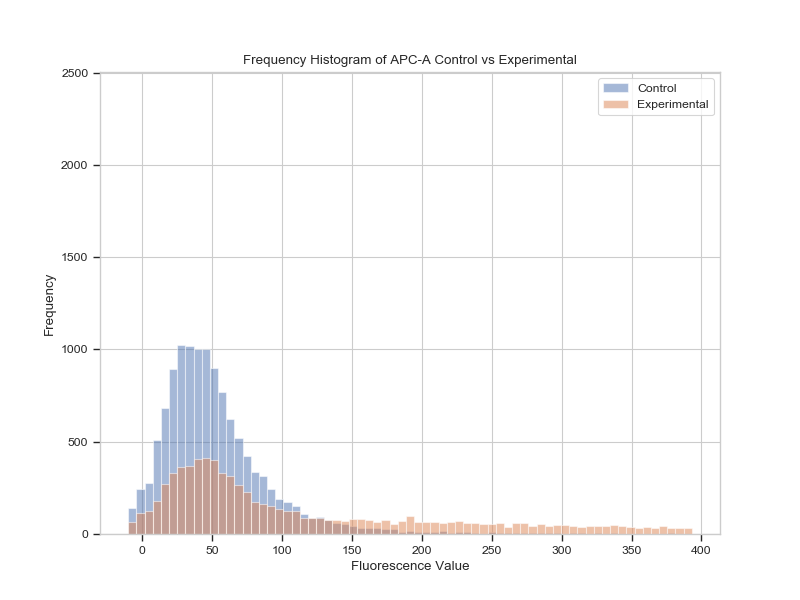 Frequency Histogram of APC-A Control vs Experimental
2500
2000
1500
1000
500
0
Frequency
Control
Experimental
0 50 100 150 200 250 300 350 400
Fluorescence Value